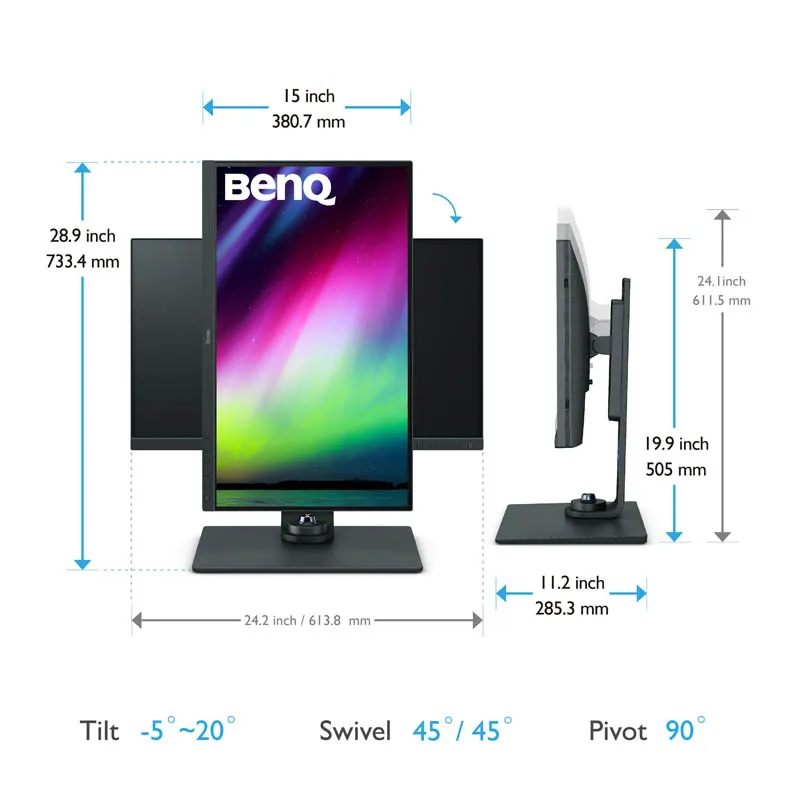 15 inch
380.7 mm
BenQ
28.9 inch
733.4 mm
24.1inch
611.5 mm
19.9 inch
505 mm
11.2 inch
285.3 mm
24.2 inch / 613.8 mm
Tilt -5°~20° Swivel 45°/ 45° Pivot 90°